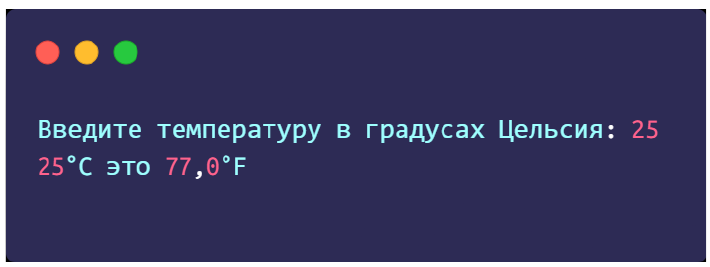 Введите температуру в градусах Цельсия: 25
25°C это 77,0°F